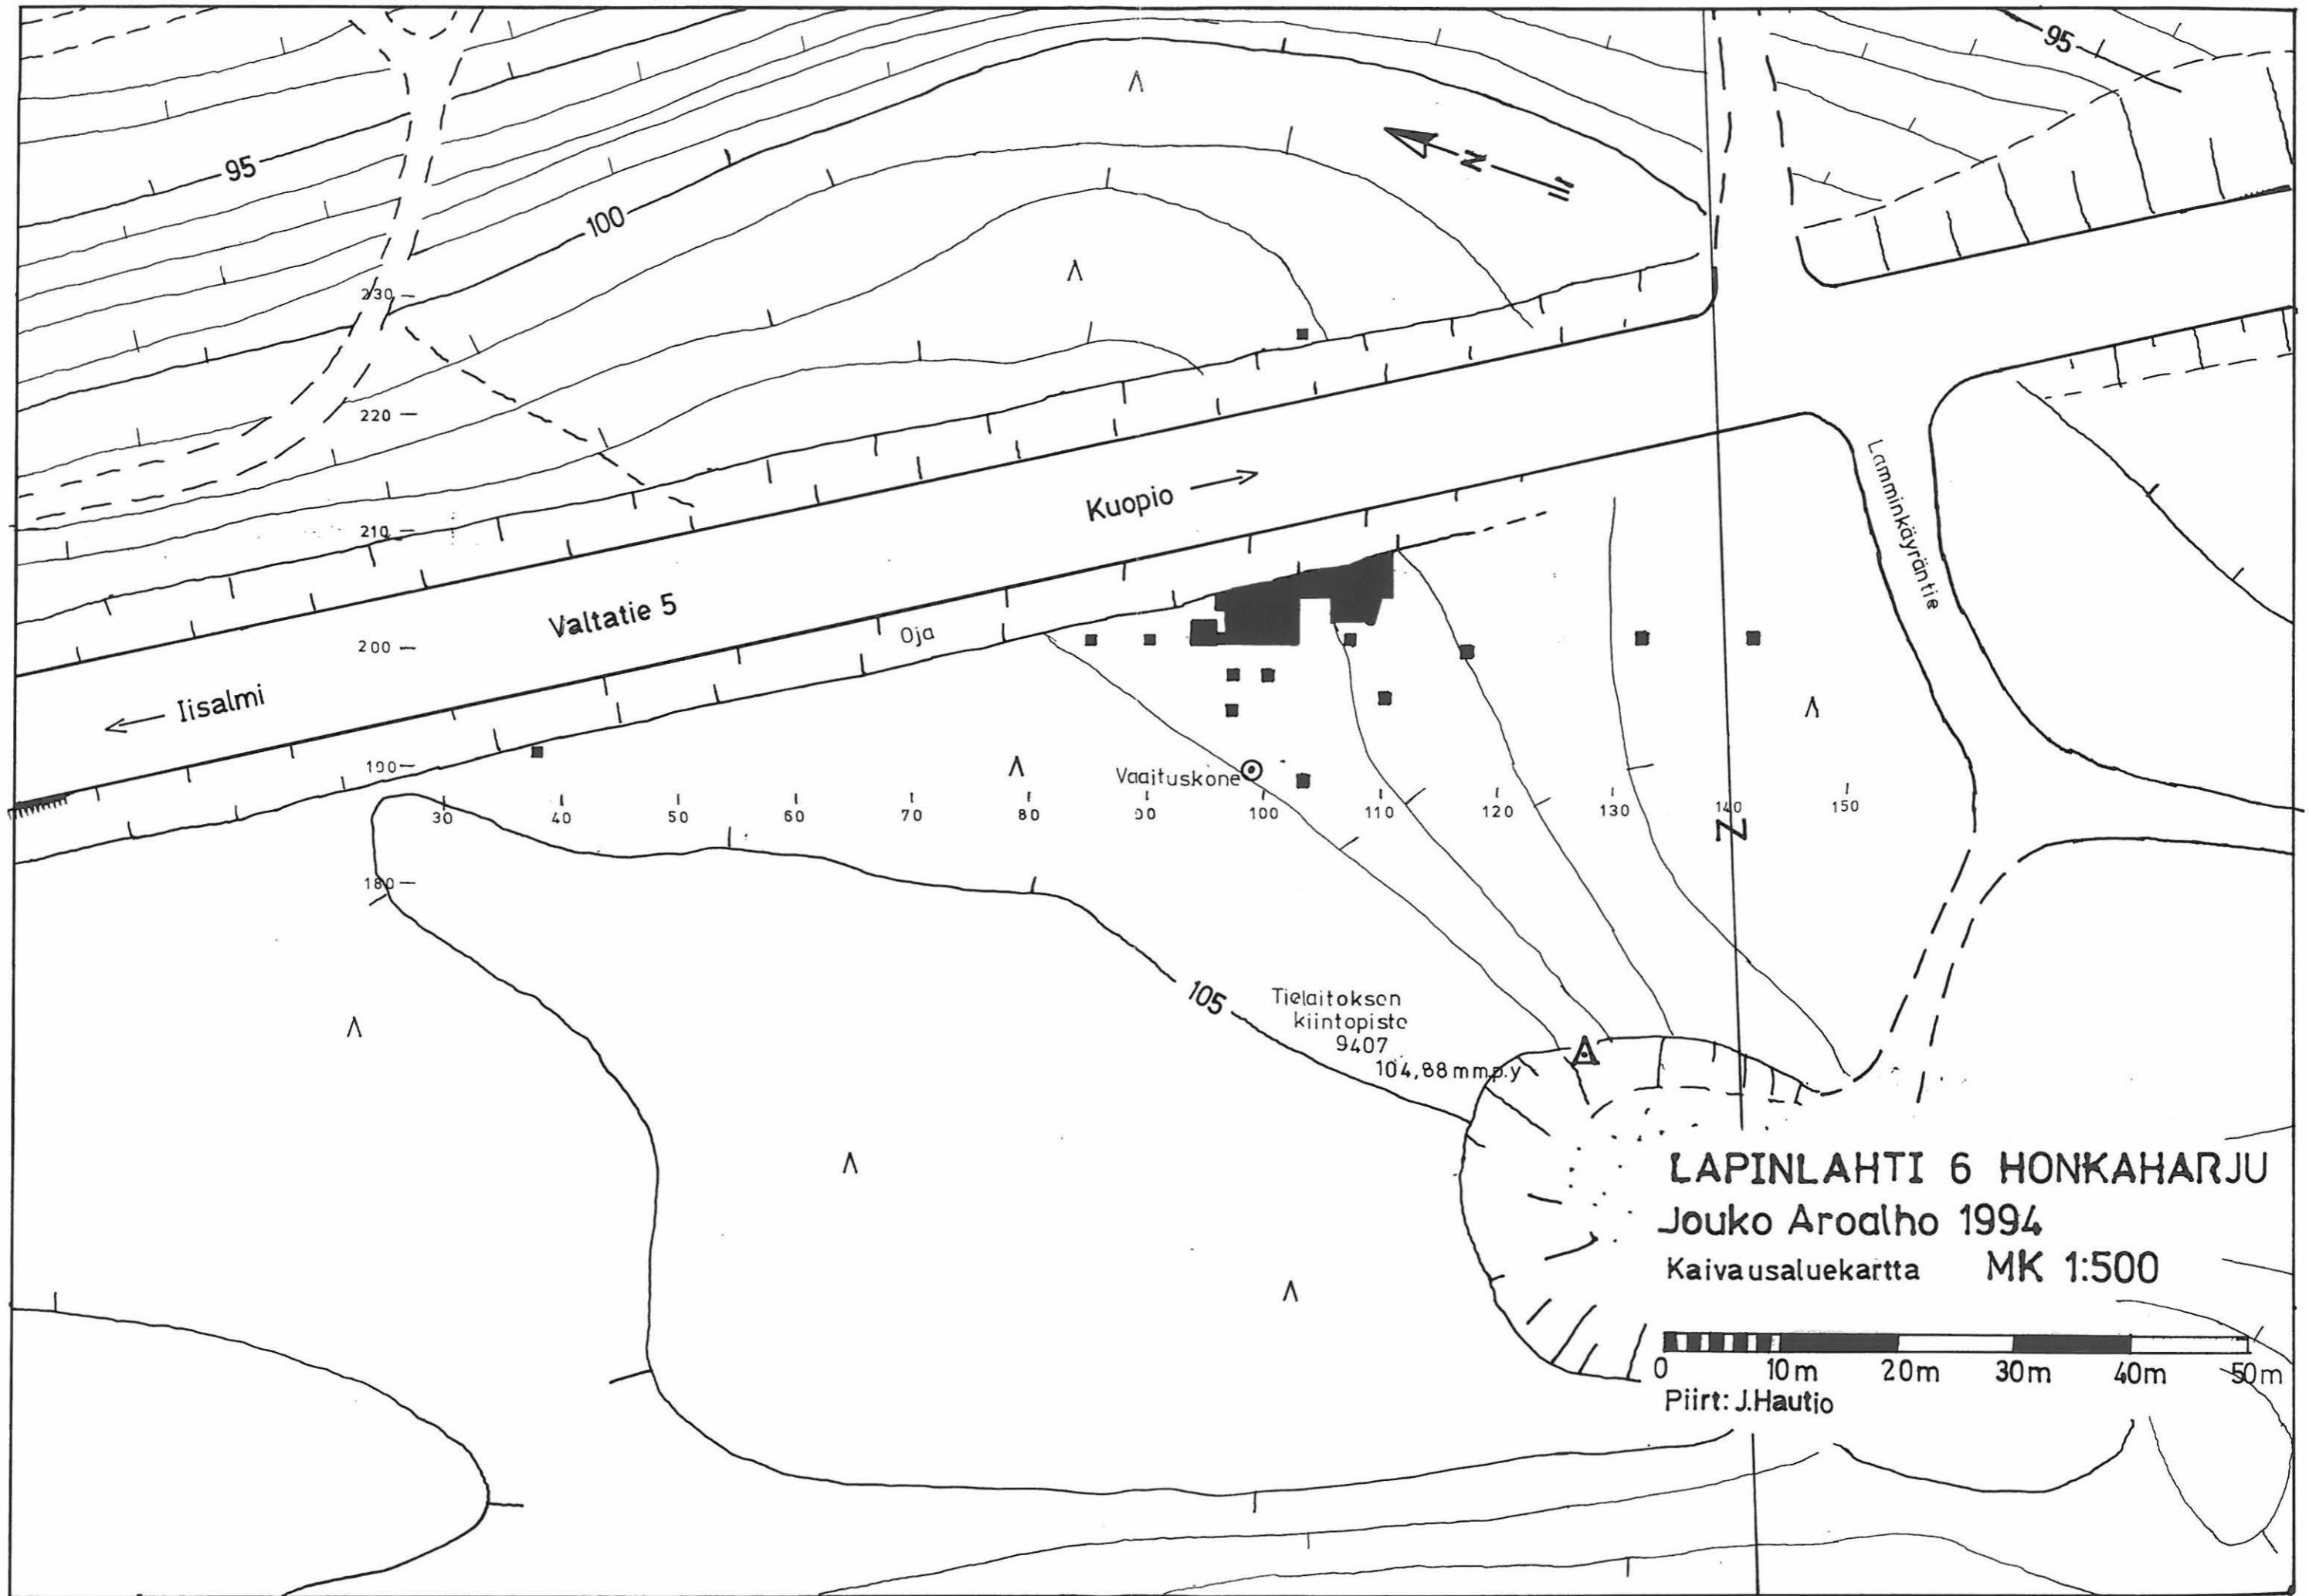 95
95
N
100
230
220
Kuopio
210
Lamminkäyräntie
Valtatie 5
Oja
200
Iisalmi
190
Vaaituskone
30 40 50 60 70 80 90 100 110 120 130 140 150
N
180
105
Tielaitoksen
kiintopiste
9407
104,88 mmp.y
LAPINLAHTI 6 HONKAHARJU
Jouko Aroalho 1994
Kaivausaluekartta MK 1:500
0 10m 20m 30m 40m 50m
Piirt: J.Hautio